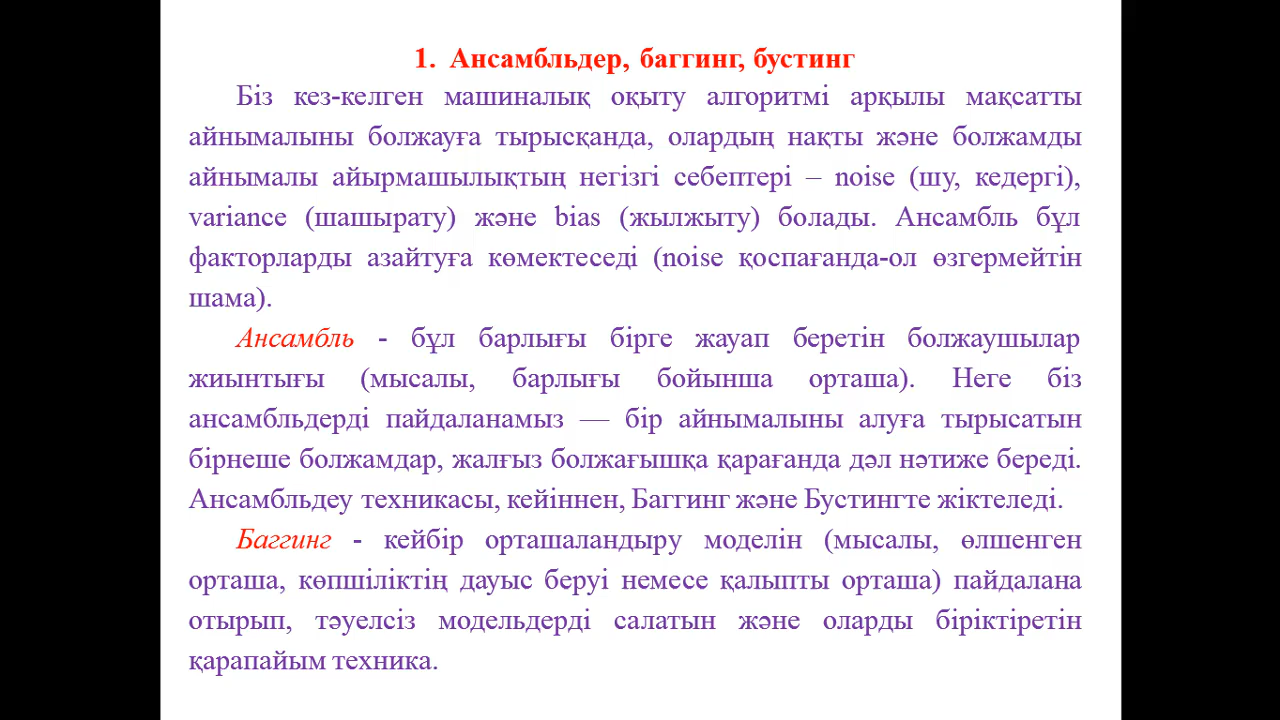 1. Ансамбльдер, баггинг, бустинг
Біз кез-келген машиналық оқыту алгоритмі арқылы мақсатты
айнымалыны болжауға тырысқанда, олардың нақты және болжамды
айнымалы айырмашылықтың негізгі себептері – noise (шу, кедергі),
variance (шашырату) және bias (жылжыту) болады. Ансамбль бұл
факторларды азайтуға көмектеседі (noise қоспағанда-ол өзгермейтін
шама).
Ансамбль - бұл барлығы бірге жауап беретін болжаушылар
жиынтығы (мысалы, барлығы бойынша орташа). Неге біз
ансамбльдерді пайдаланамыз — бір айнымалыны алуға тырысатын
бірнеше болжамдар, жалғыз болжағышқа қарағанда дәл нәтиже береді.
Ансамбльдеу техникасы, кейіннен, Баггинг және Бустингте жіктеледі.
Баггинг - кейбір орташаландыру моделін (мысалы, өлшенген
орташа, көпшіліктің дауыс беруі немесе қалыпты орташа) пайдалана
отырып, тәуелсіз модельдерді салатын және оларды біріктіретін
қарапайым техника.